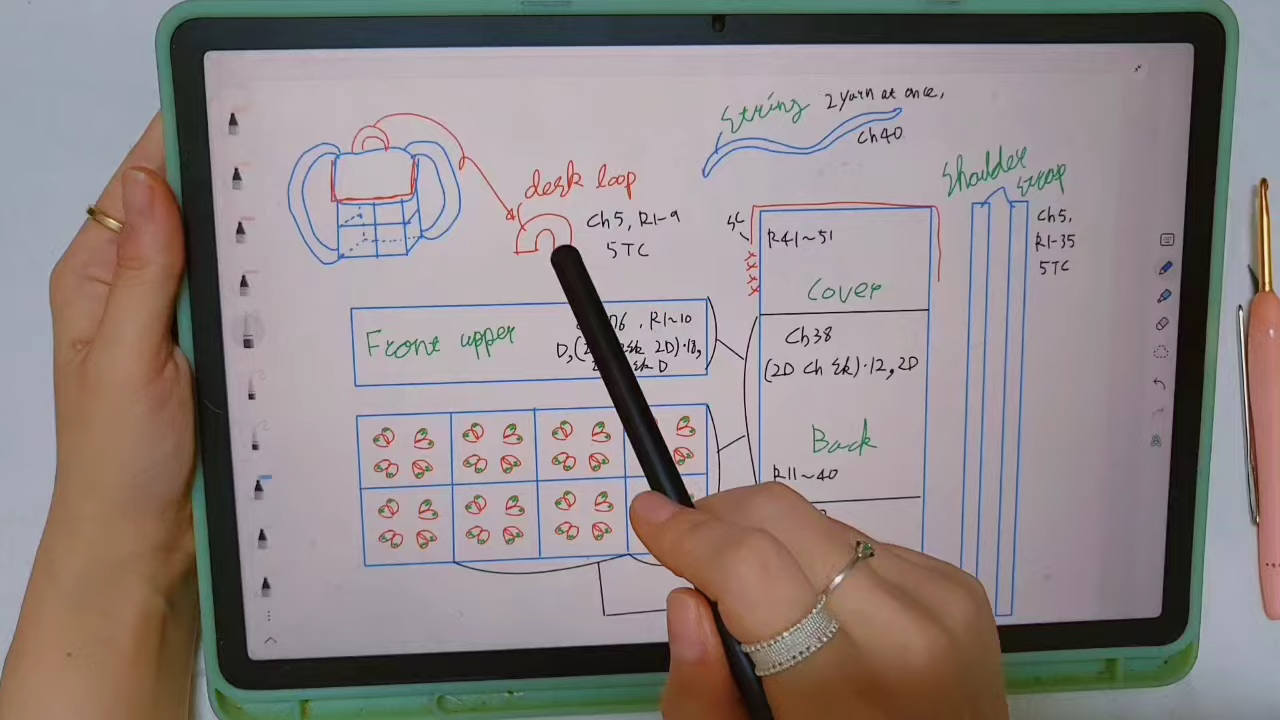 String 2 yarn at once,
Ch40
desk loop
Ch5, R1-9
5TC
Shoulder
strap
Ch5,
R1-35
5TC
SC
R41~51
Cover
Front upper
R1~10
Ch38
(2D Ch Sk)·12, 2D
Back
R11~40